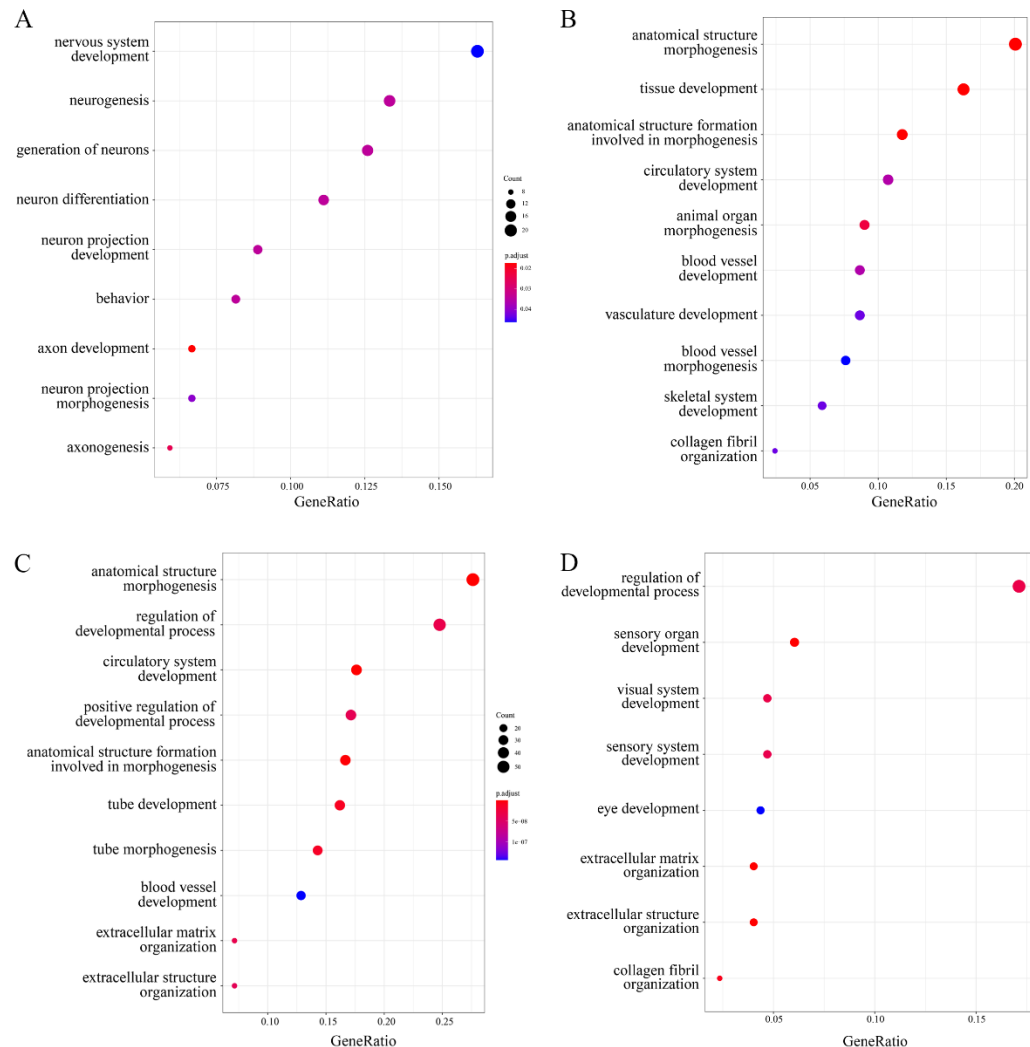 A
nervous system
development
neurogenesis
generation of neurons
neuron differentiation
neuron projection
development
behavior
axon development
neuron projection
morphogenesis
axonogenesis
0.075
0.100
0.125
0.150
GeneRatio
Count
8
12
16
20
p.adjust
0.02
0.03
0.04
B
anatomical structure
morphogenesis
tissue development
anatomical structure formation
involved in morphogenesis
circulatory system
development
animal organ
morphogenesis
blood vessel
development
vasculature development
blood vessel
morphogenesis
skeletal system
development
collagen fibril
organization
0.05
0.10
0.15
0.20
GeneRatio
C
anatomical structure
morphogenesis
regulation of
developmental process
circulatory system
development
positive regulation of
developmental process
anatomical structure formation
involved in morphogenesis
tube development
tube morphogenesis
blood vessel
development
extracellular matrix
organization
extracellular structure
organization
0.10
0.15
0.20
0.25
GeneRatio
Count
20
30
40
50
p.adjust
5e-08
1e-07
D
regulation of
developmental process
sensory organ
development
visual system
development
sensory system
development
eye development
extracellular matrix
organization
extracellular structure
organization
collagen fibril
organization
0.05
0.10
0.15
GeneRatio